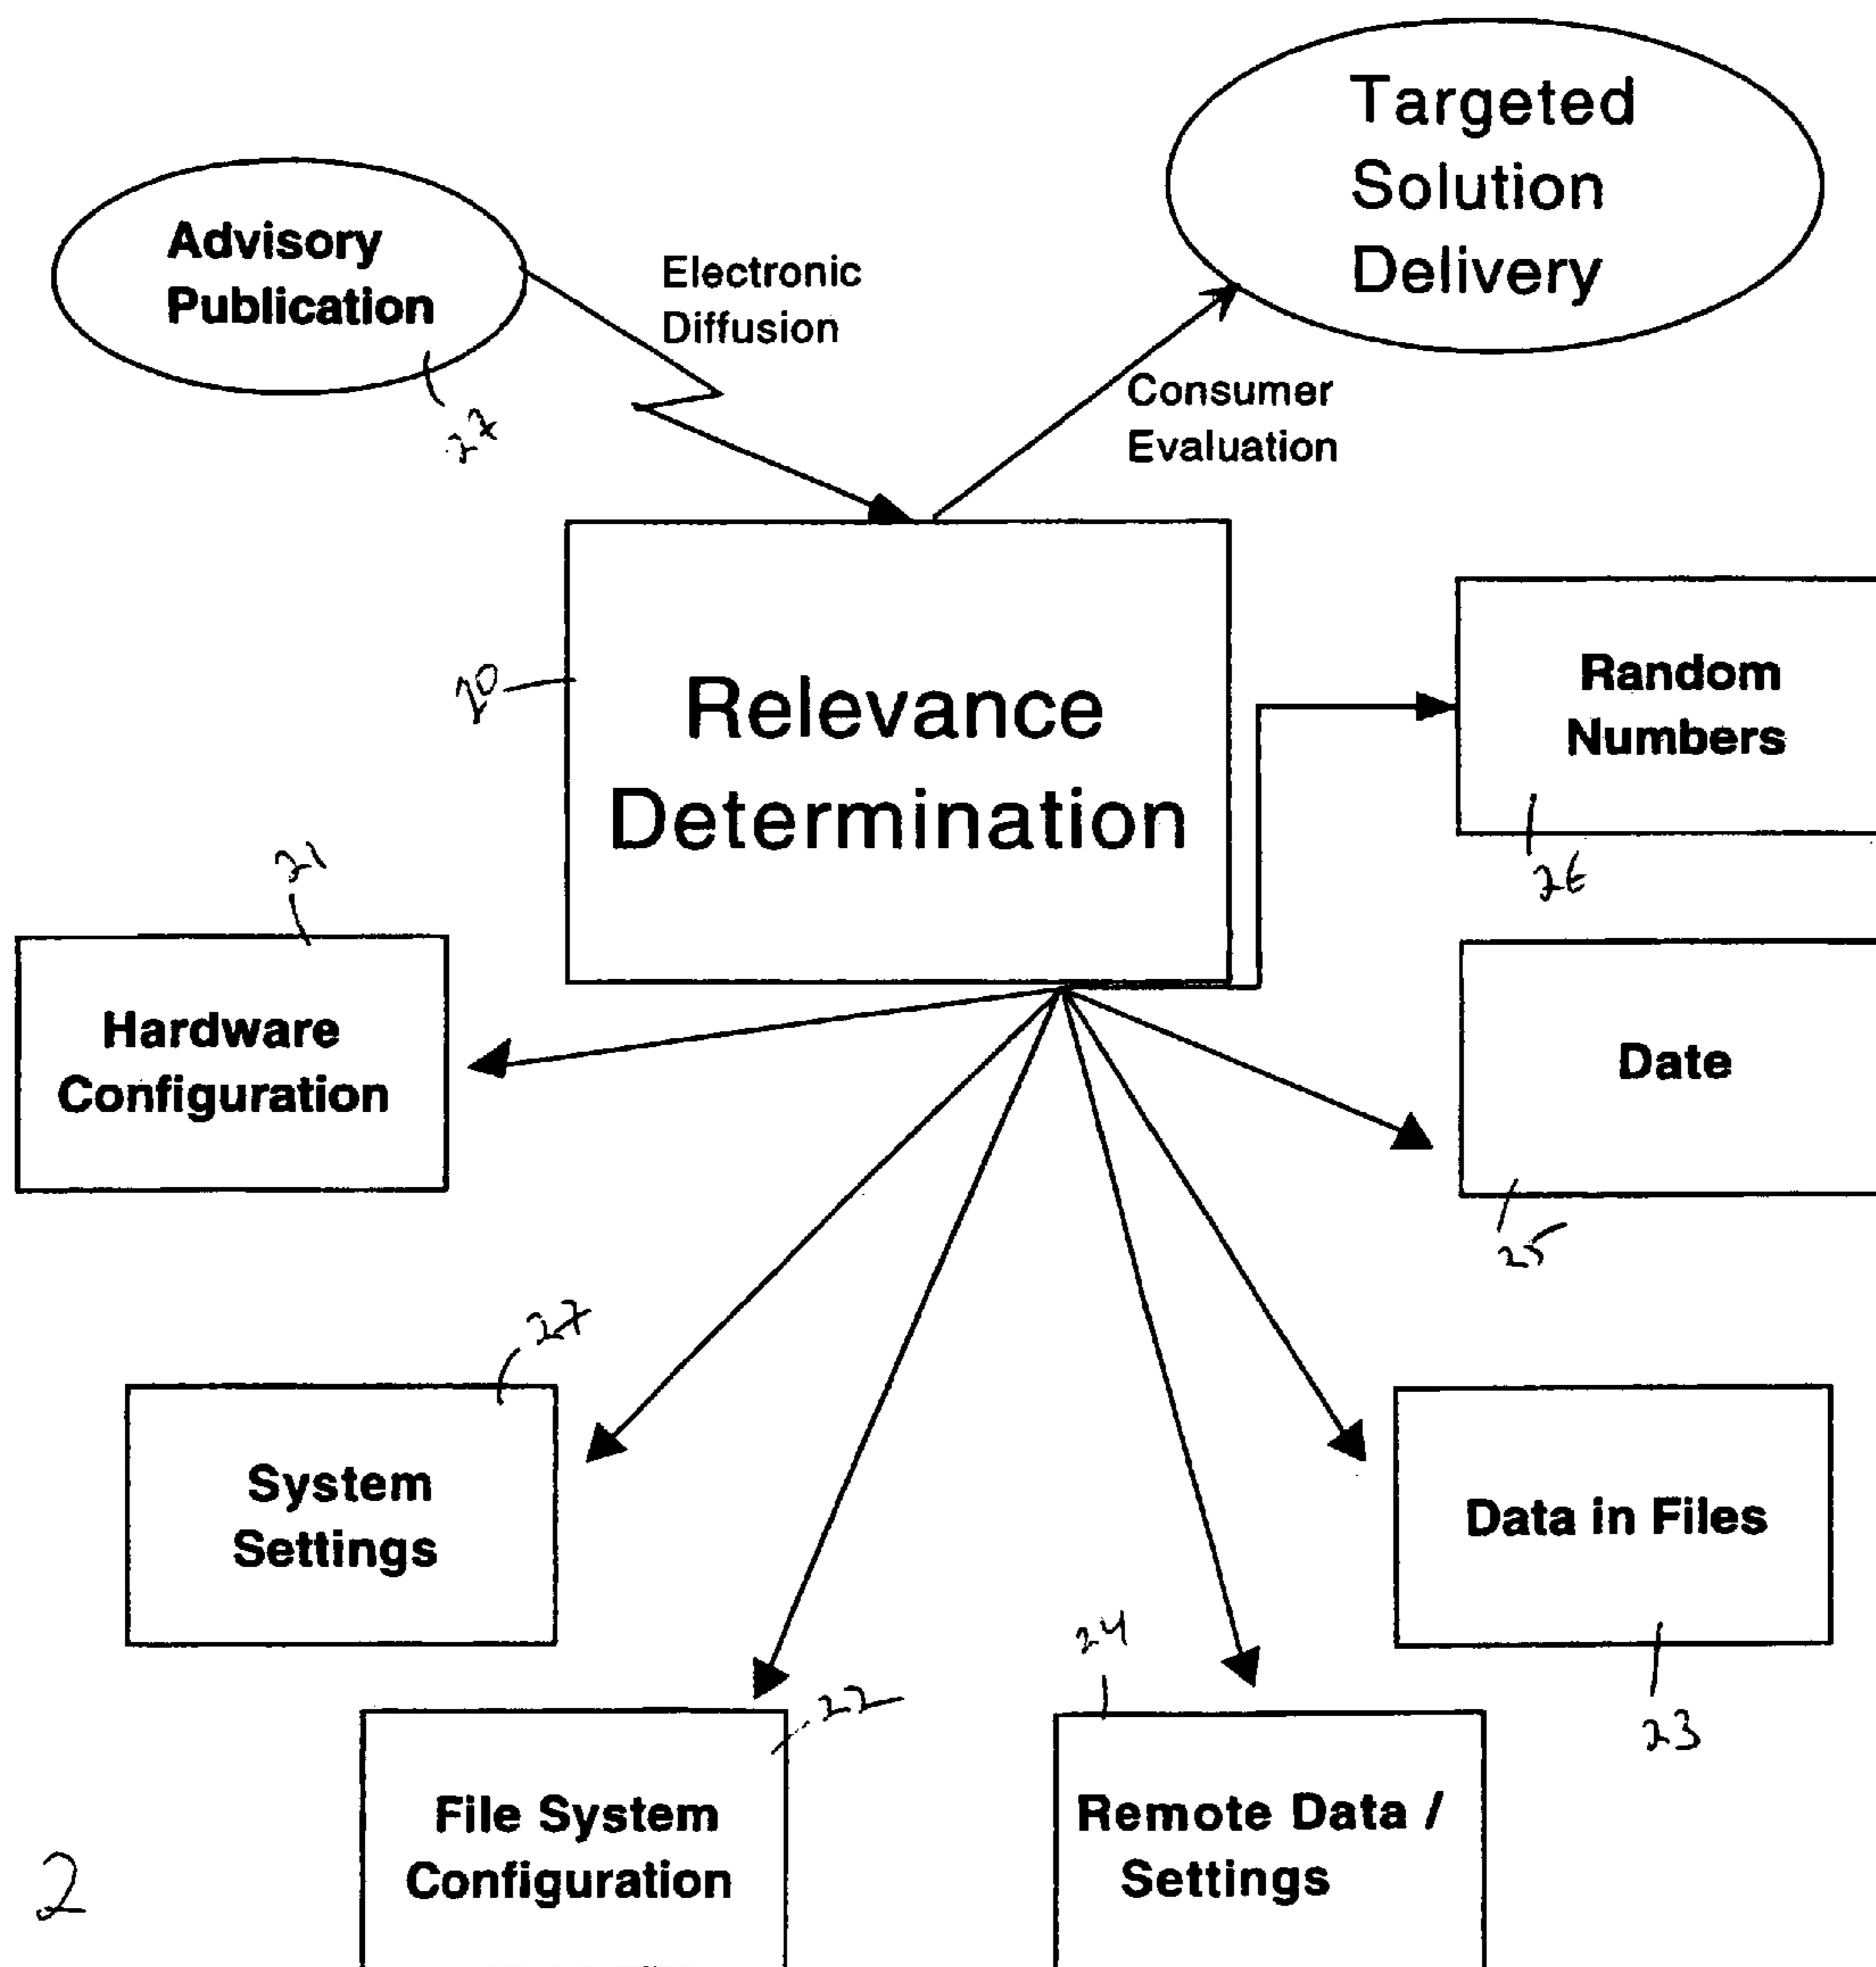 Targeted
Solution
Delivery
Advisory
Publication
Electronic
Diffusion
Consumer
Evaluation
27
20
Relevance
Determination
Random
Numbers
26
21
Hardware
Configuration
Date
25
27
System
Settings
Data in Files
23
24
22
File System
Configuration
Remote Data /
Settings
2